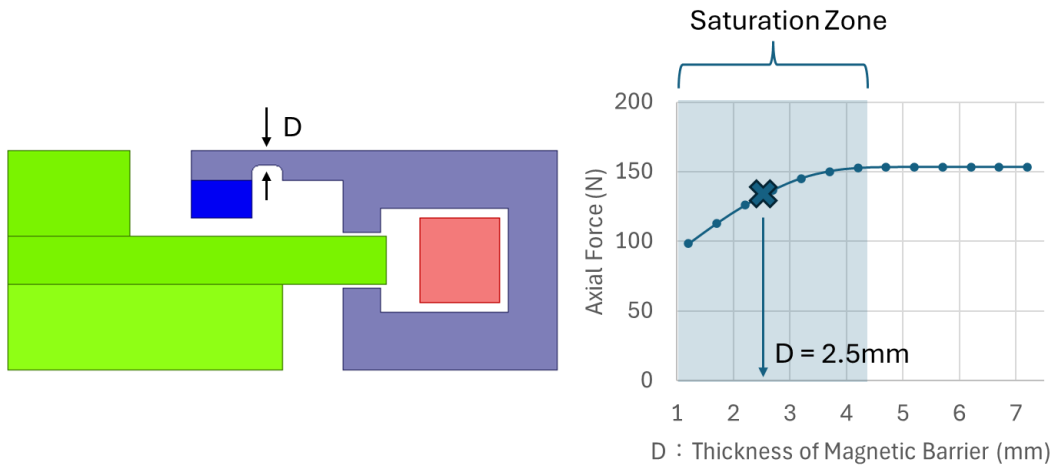 D
Saturation Zone
200
150
100
50
0
Axial Force (N)
D = 2.5mm
1 2 3 4 5 6 7
D：Thickness of Magnetic Barrier (mm)